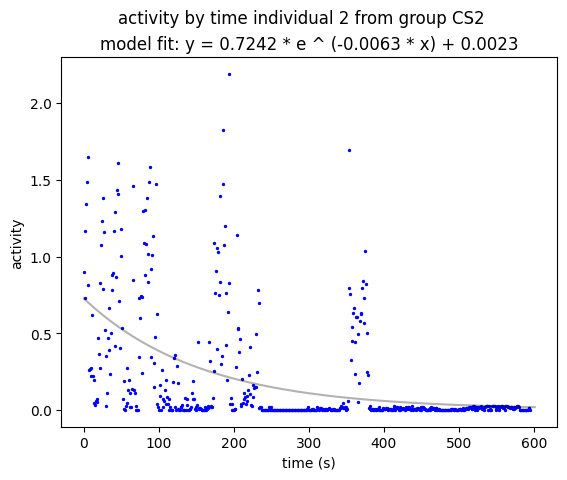 activity by time individual 2 from group CS2
model fit: y = 0.7242 * e ^ (-0.0063 * x) + 0.0023
2.0
1.5
1.0
0.5
0.0
activity
0 100 200 300 400 500 600
time (s)